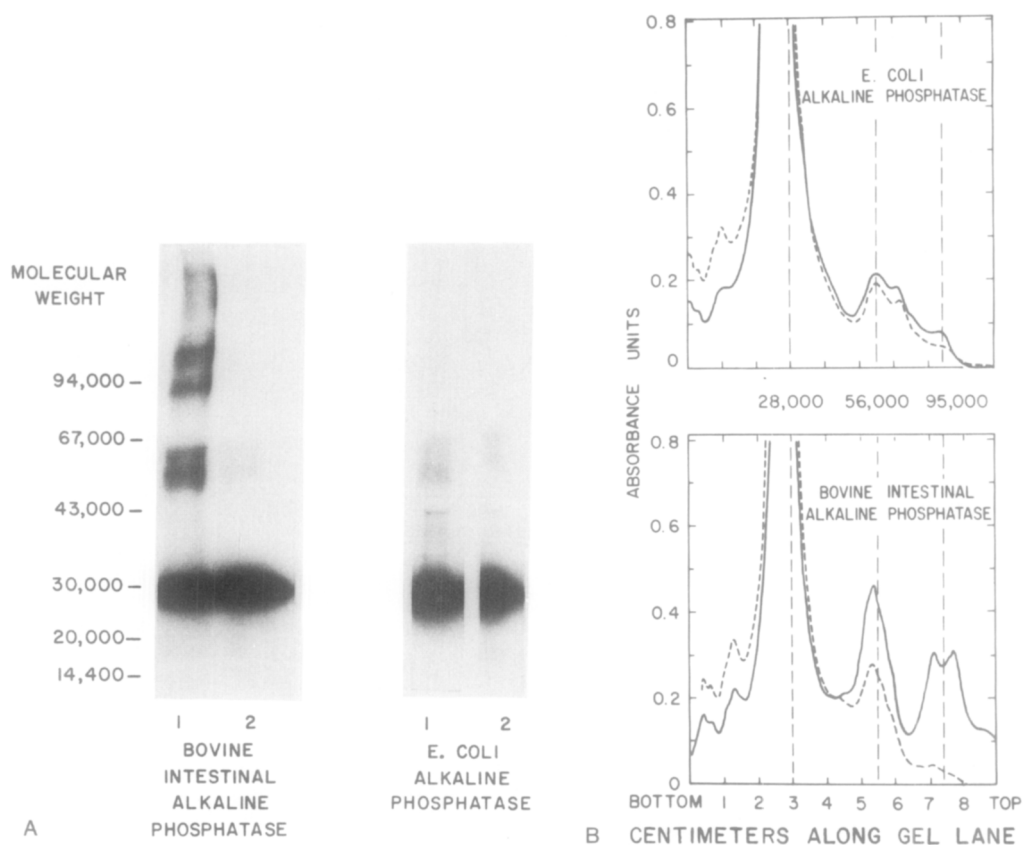 MOLECULAR
WEIGHT
94,000
67,000
43,000
30,000
20,000
14,400
1 2
BOVINE
INTESTINAL
ALKALINE
PHOSPHATASE
1 2
E. COLI
ALKALINE
PHOSPHATASE
A
0.8
0.6
0.4
0.2
0
E. COLI
ALKALINE PHOSPHATASE
28,000 56,000 95,000
ABSORBANCE UNITS
0.8
0.6
0.4
0.2
0
BOVINE INTESTINAL
ALKALINE PHOSPHATASE
BOTTOM 1 2 3 4 5 6 7 8 TOP
B CENTIMETERS ALONG GEL LANE